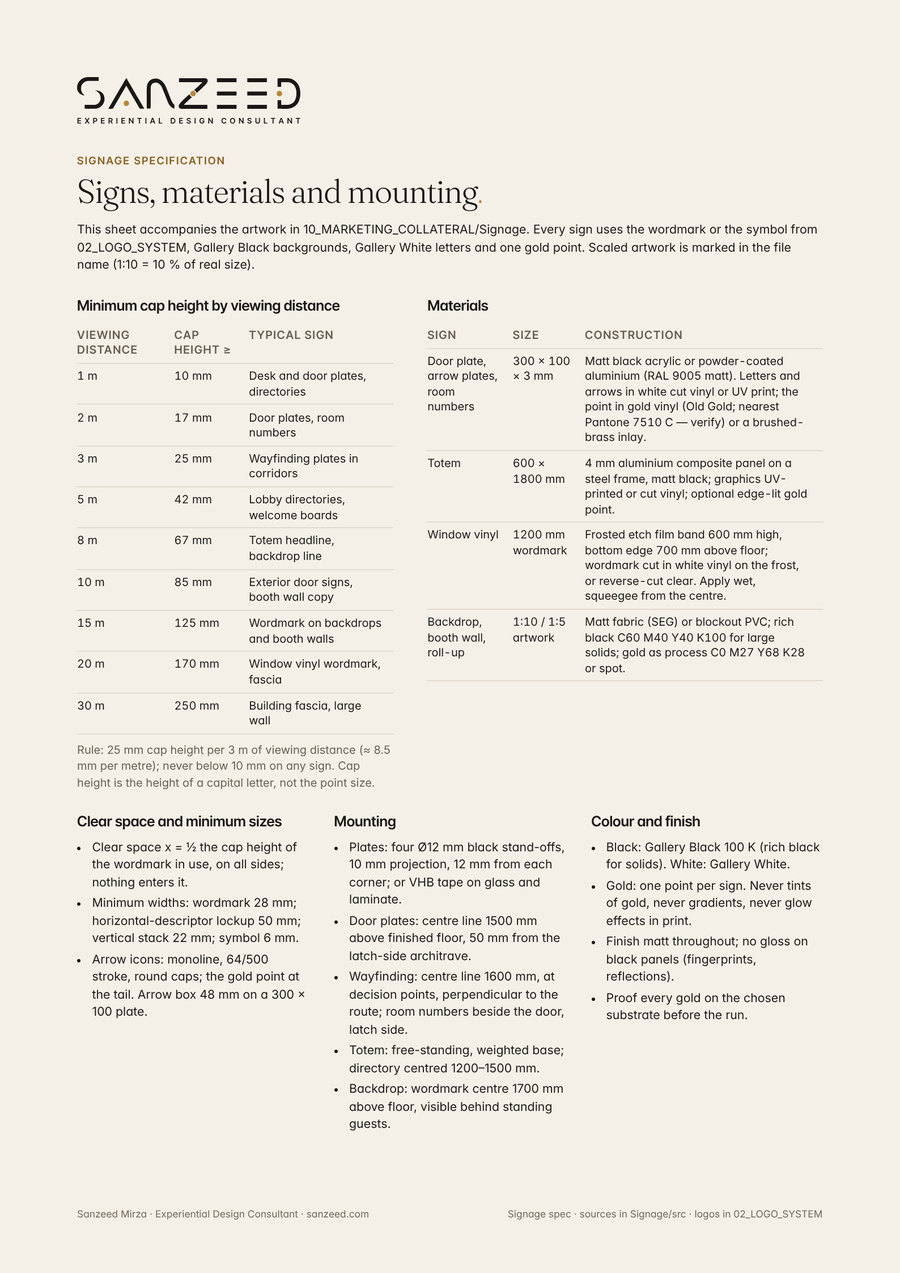 SANZEED
EXPERIENTIAL DESIGN CONSULTANT
SIGNAGE SPECIFICATION
Signs, materials and mounting.
This sheet accompanies the artwork in 10_MARKETING_COLLATERAL/Signage. Every sign uses the wordmark or the symbol from
02_LOGO_SYSTEM, Gallery Black backgrounds, Gallery White letters and one gold point. Scaled artwork is marked in the file
name (1:10 = 10 % of real size).
Minimum cap height by viewing distance
VIEWING DISTANCE
CAP HEIGHT ≥
TYPICAL SIGN
1 m
10 mm
Desk and door plates,
directories
2 m
17 mm
Door plates, room
numbers
3 m
25 mm
Wayfinding plates in
corridors
5 m
42 mm
Lobby directories,
welcome boards
8 m
67 mm
Totem headline,
backdrop line
10 m
85 mm
Exterior door signs,
booth wall copy
15 m
125 mm
Wordmark on backdrops
and booth walls
20 m
170 mm
Window vinyl wordmark,
fascia
30 m
250 mm
Building fascia, large
wall
Rule: 25 mm cap height per 3 m of viewing distance (≈ 8.5
mm per metre); never below 10 mm on any sign. Cap
height is the height of a capital letter, not the point size.
Materials
SIGN
SIZE
CONSTRUCTION
Door plate,
arrow plates,
room
numbers
300 × 100
× 3 mm
Matt black acrylic or powder-coated
aluminium (RAL 9005 matt). Letters and
arrows in white cut vinyl or UV print; the
point in gold vinyl (Old Gold; nearest
Pantone 7510 C — verify) or a brushed-
brass inlay.
Totem
600 ×
1800 mm
4 mm aluminium composite panel on a
steel frame, matt black; graphics UV-
printed or cut vinyl; optional edge-lit gold
point.
Window vinyl
1200 mm
wordmark
Frosted etch film band 600 mm high,
bottom edge 700 mm above floor;
wordmark cut in white vinyl on the frost,
or reverse-cut clear. Apply wet,
squeegee from the centre.
Backdrop,
booth wall,
roll-up
1:10 / 1:5
artwork
Matt fabric (SEG) or blockout PVC; rich
black C60 M40 Y40 K100 for large
solids; gold as process C0 M27 Y68 K28
or spot.
Clear space and minimum sizes
• Clear space x = ½ the cap height of
the wordmark in use, on all sides;
nothing enters it.
• Minimum widths: wordmark 28 mm;
horizontal-descriptor lockup 50 mm;
vertical stack 22 mm; symbol 6 mm.
• Arrow icons: monoline, 64/500
stroke, round caps; the gold point at
the tail. Arrow box 48 mm on a 300 ×
100 plate.
Mounting
• Plates: four Ø12 mm black stand-offs,
10 mm projection, 12 mm from each
corner; or VHB tape on glass and
laminate.
• Door plates: centre line 1500 mm
above finished floor, 50 mm from the
latch-side architrave.
• Wayfinding: centre line 1600 mm, at
decision points, perpendicular to the
route; room numbers beside the door,
latch side.
• Totem: free-standing, weighted base;
directory centred 1200–1500 mm.
• Backdrop: wordmark centre 1700 mm
above floor, visible behind standing
guests.
Colour and finish
• Black: Gallery Black 100 K (rich black
for solids). White: Gallery White.
• Gold: one point per sign. Never tints
of gold, never gradients, never glow
effects in print.
• Finish matt throughout; no gloss on
black panels (fingerprints,
reflections).
• Proof every gold on the chosen
substrate before the run.
Sanzeed Mirza · Experiential Design Consultant · sanzeed.com
Signage spec · sources in Signage/src · logos in 02_LOGO_SYSTEM